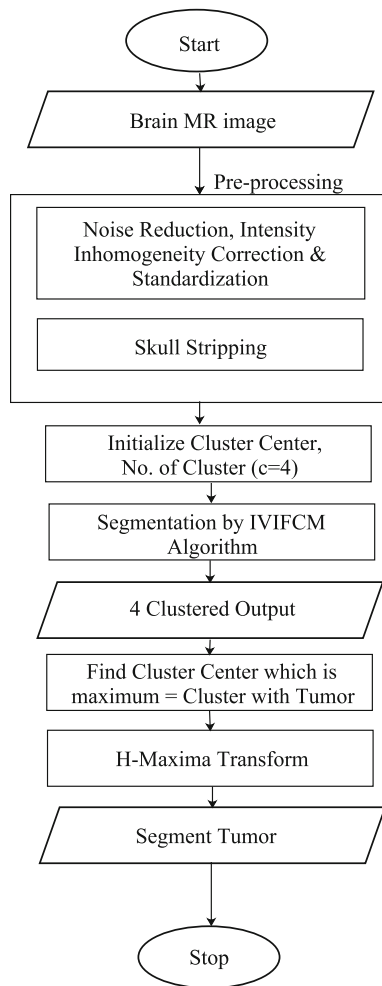 Start
Brain MR image
Pre-processing
Noise Reduction, Intensity
Inhomogeneity Correction &
Standardization
Skull Stripping
Initialize Cluster Center,
No. of Cluster (c=4)
Segmentation by IVIFCM
Algorithm
4 Clustered Output
Find Cluster Center which is
maximum = Cluster with Tumor
H-Maxima Transform
Segment Tumor
Stop